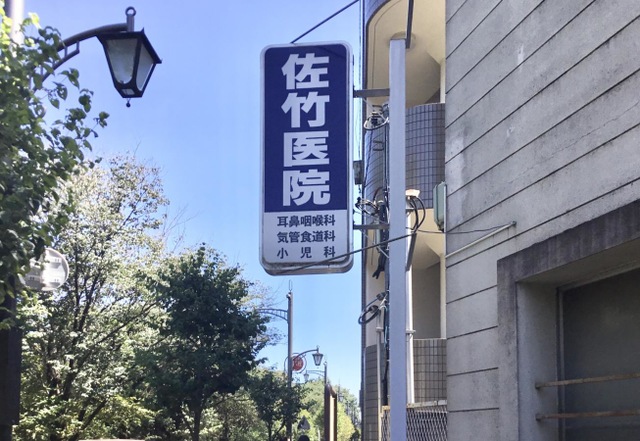 佐竹医院
耳鼻咽喉科
気管食道科
小児科